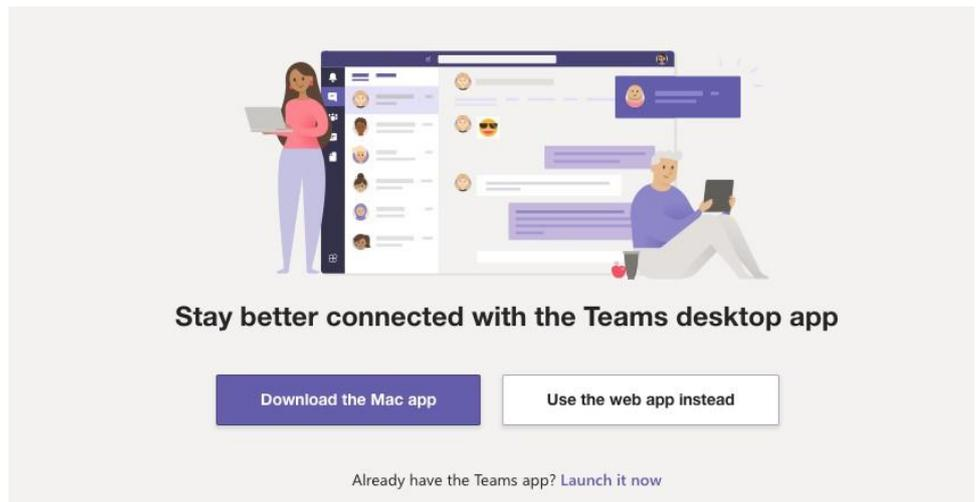 Stay better connected with the Teams desktop app
Download the Mac app
Use the web app instead
Already have the Teams app? Launch it now